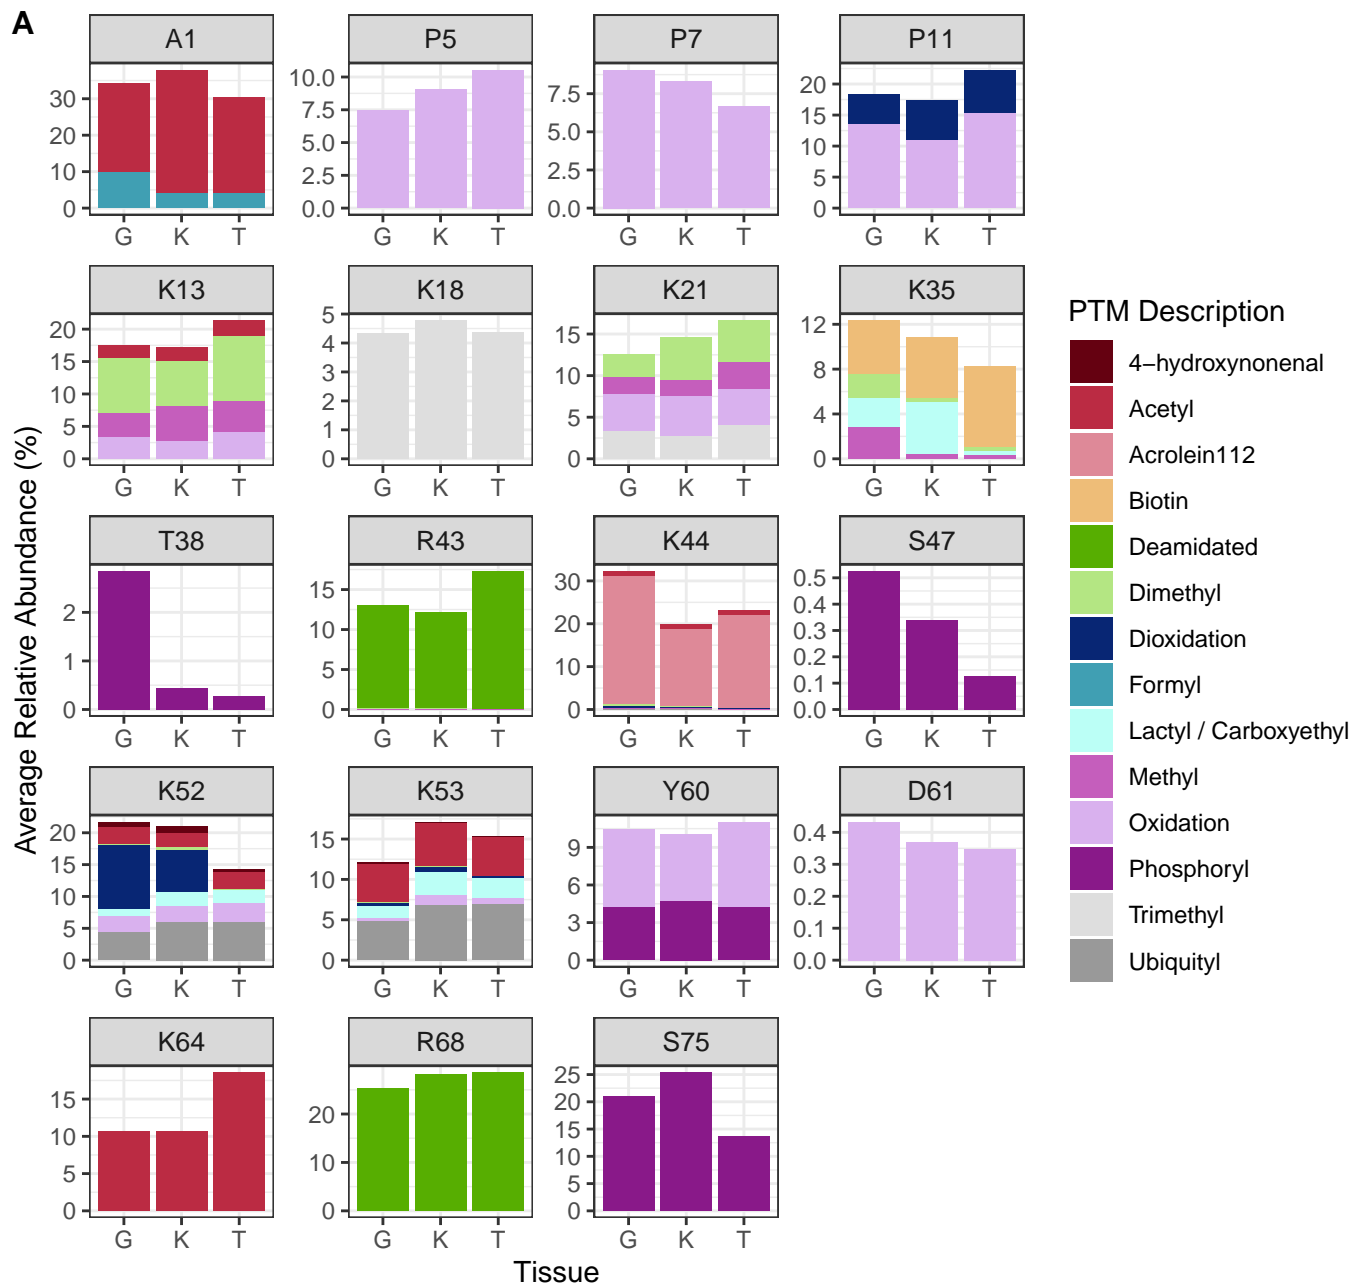 A
A1
P5
P7
P11
30
20
10
0
10.0
7.5
5.0
2.5
0.0
7.5
5.0
2.5
0.0
20
15
10
5
0
G K T
G K T
G K T
G K T
K13
K18
K21
K35
20
15
10
5
0
5
4
3
2
1
0
15
10
5
0
12
8
4
0
G K T
G K T
G K T
G K T
T38
R43
K44
S47
2
1
0
15
10
5
0
30
20
10
0
0.5
0.4
0.3
0.2
0.1
0.0
G K T
G K T
G K T
G K T
K52
K53
Y60
D61
20
15
10
5
0
15
10
5
0
9
6
3
0
0.4
0.3
0.2
0.1
0.0
G K T
G K T
G K T
G K T
K64
R68
S75
15
10
5
0
20
10
0
25
20
15
10
5
0
G K T
G K T
G K T
Average Relative Abundance (%)
Tissue
PTM Description
4−hydroxynonenal
Acetyl
Acrolein112
Biotin
Deamidated
Dimethyl
Dioxidation
Formyl
Lactyl / Carboxyethyl
Methyl
Oxidation
Phosphoryl
Trimethyl
Ubiquityl